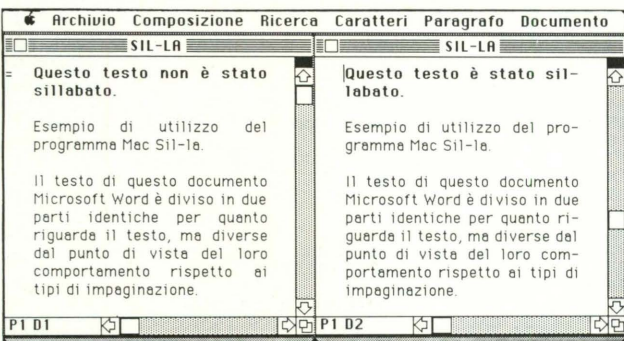 Archivio Composizione Ricerca Caratteri Paragrafo Documento
SIL-LA
= Questo testo non è stato
sillabato.
Esempio di utilizzo del
programma Mac Sil-la.
Il testo di questo documento
Microsoft Word è diviso in due
parti identiche per quanto
riguarda il testo, ma diverse
dal punto di vista del loro
comportamento rispetto ai
tipi di impaginazione.
P1 D1
SIL-LA
Questo testo è stato sil-
labato.
Esempio di utilizzo del pro-
gramma Mac Sil-la.
Il testo di questo documento
Microsoft Word è diviso in due
parti identiche per quanto ri-
guarda il testo, ma diverse dal
punto di vista del loro com-
portamento rispetto ai tipi di
impaginazione.
P1 D2